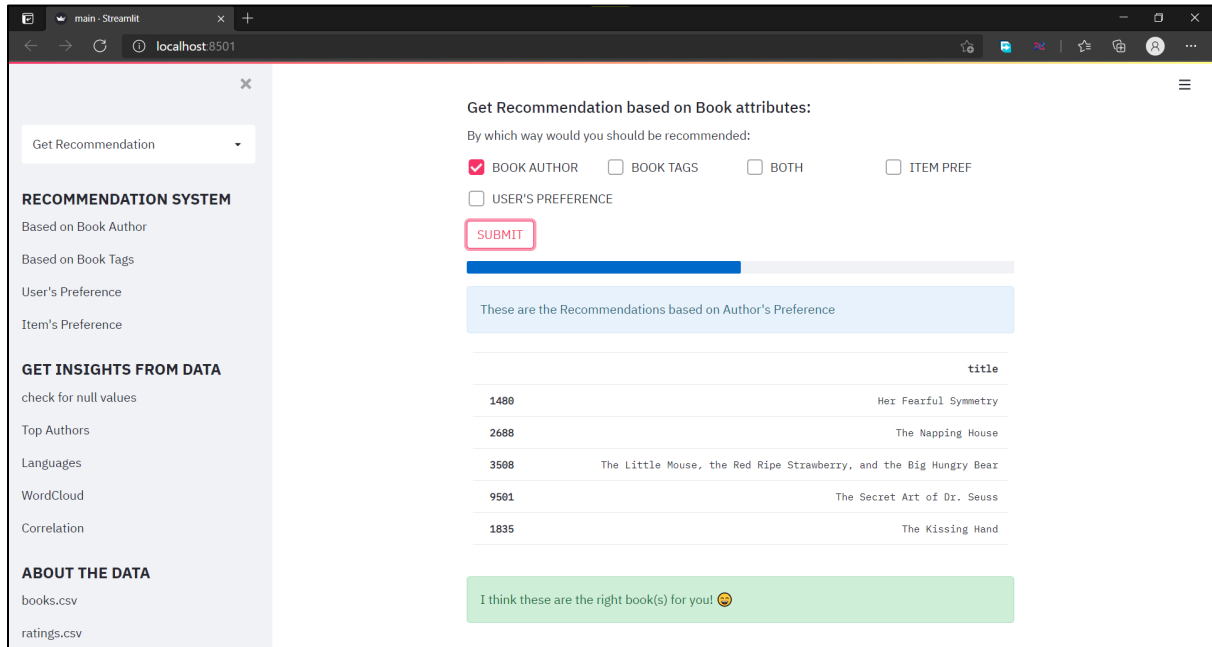 main · Streamlit
localhost:8501
Get Recommendation
RECOMMENDATION SYSTEM
Based on Book Author
Based on Book Tags
User's Preference
Item's Preference
GET INSIGHTS FROM DATA
check for null values
Top Authors
Languages
WordCloud
Correlation
ABOUT THE DATA
books.csv
ratings.csv
Get Recommendation based on Book attributes:
By which way would you should be recommended:
BOOK AUTHOR BOOK TAGS BOTH ITEM PREF
USER'S PREFERENCE
SUBMIT
These are the Recommendations based on Author's Preference
title
1480 Her Fearful Symmetry
2688 The Napping House
3508 The Little Mouse, the Red Ripe Strawberry, and the Big Hungry Bear
9501 The Secret Art of Dr. Seuss
1835 The Kissing Hand
I think these are the right book(s) for you! 😄